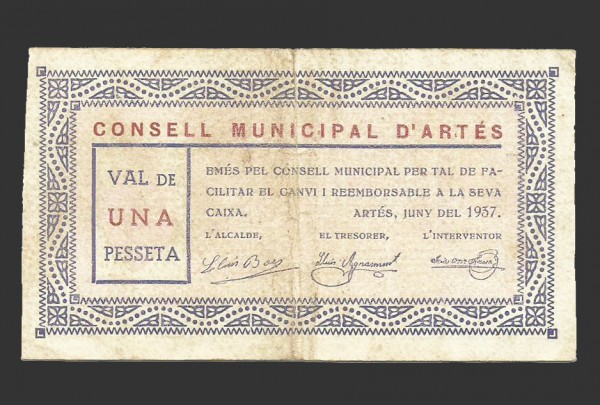 CONSELL MUNICIPAL D'ARTÉS
VAL DE
UNA
PESSETA
EMÉS PEL CONSELL MUNICIPAL PER TAL DE FA-
CILITAR EL CANVI I REEMBORSABLE A LA SEVA
CAIXA. ARTÉS, JUNY DEL 1937.
L'ALCALDE, EL TRESORER, L'INTERVENTOR
Lluis